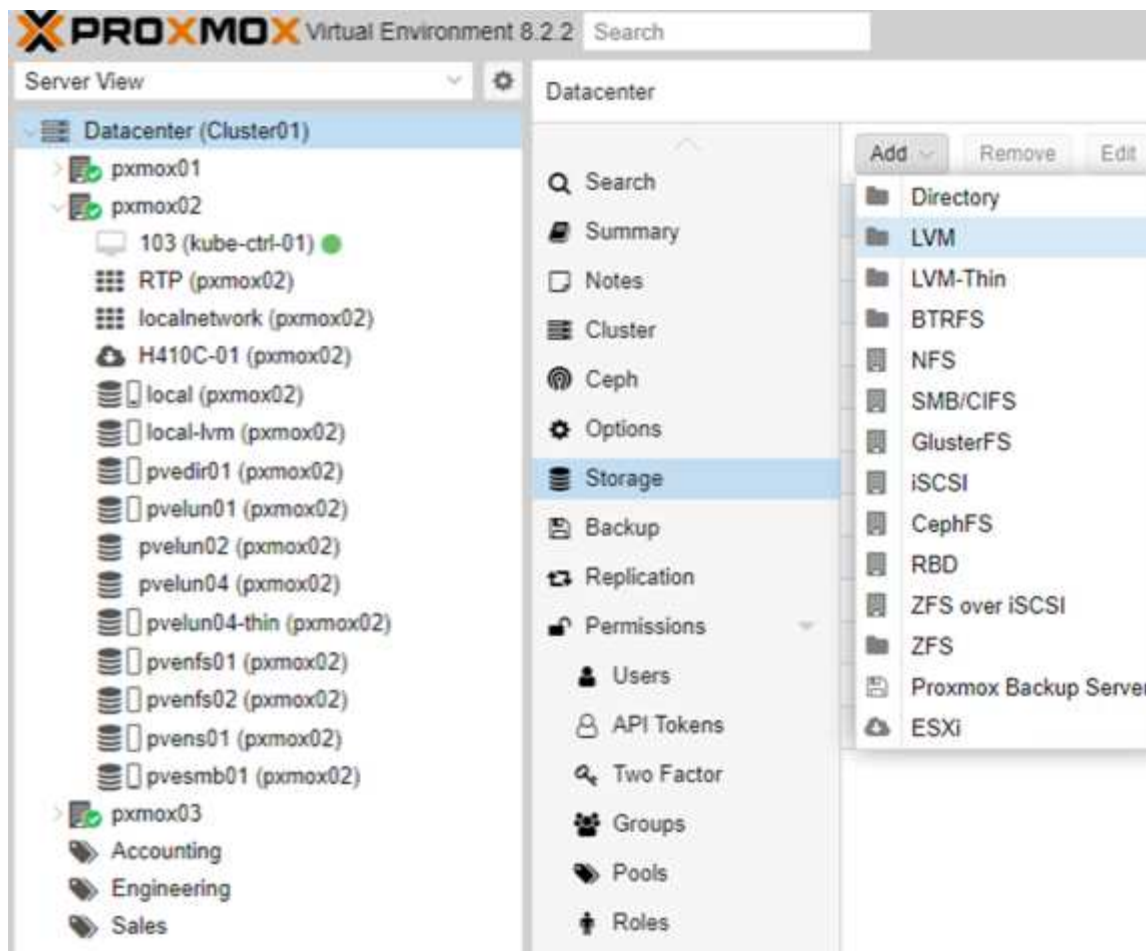 PROXMOX Virtual Environment 8.2.2 Search
Server View
Datacenter (Cluster01)
pxmox01
pxmox02
103 (kube-ctrl-01)
RTP (pxmox02)
localnetwork (pxmox02)
H410C-01 (pxmox02)
local (pxmox02)
local-lvm (pxmox02)
pvedir01 (pxmox02)
pvelun01 (pxmox02)
pvelun02 (pxmox02)
pvelun04 (pxmox02)
pvelun04-thin (pxmox02)
pvenfs01 (pxmox02)
pvenfs02 (pxmox02)
pvens01 (pxmox02)
pvesmb01 (pxmox02)
pxmox03
Accounting
Engineering
Sales
Datacenter
Search
Summary
Notes
Cluster
Ceph
Options
Storage
Backup
Replication
Permissions
Users
API Tokens
Two Factor
Groups
Pools
Roles
Add Remove Edit
Directory
LVM
LVM-Thin
BTRFS
NFS
SMB/CIFS
GlusterFS
iSCSI
CephFS
RBD
ZFS over iSCSI
ZFS
Proxmox Backup Server
ESXi